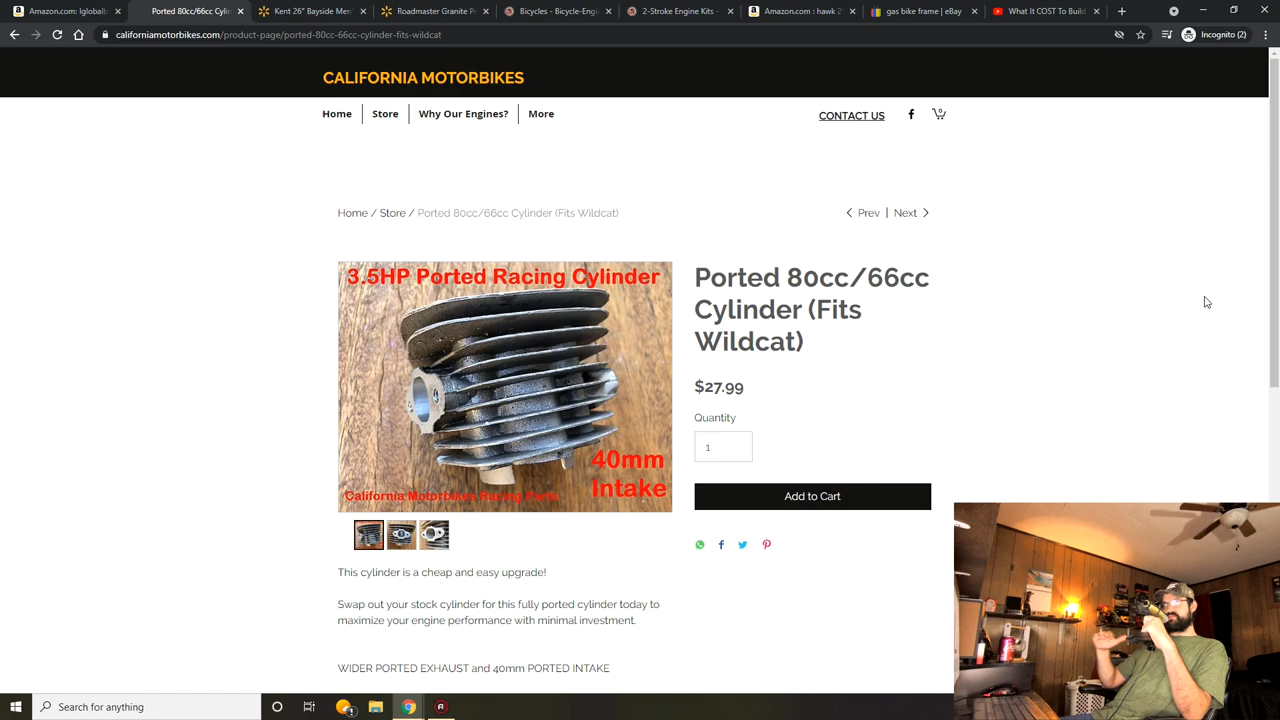 Amazon.com: Iglobalb
Ported 80cc/66cc Cylin
Kent 26" Bayside Men
Roadmaster Granite P
Bicycles - Bicycle-Engin
2-Stroke Engine Kits -
Amazon.com : hawk 2
gas bike frame | eBay
What It COST To Build
californiamotorbikes.com/product-page/ported-80cc-66cc-cylinder-fits-wildcat
Incognito (2)
CALIFORNIA MOTORBIKES
Home
Store
Why Our Engines?
More
CONTACT US
0
Home / Store / Ported 80cc/66cc Cylinder (Fits Wildcat)
Prev | Next
3.5HP Ported Racing Cylinder
40mm
Intake
California Motorbikes Racing Parts
Ported 80cc/66cc
Cylinder (Fits
Wildcat)
$27.99
Quantity
1
Add to Cart
This cylinder is a cheap and easy upgrade!
Swap out your stock cylinder for this fully ported cylinder today to
maximize your engine performance with minimal investment.
WIDER PORTED EXHAUST and 40mm PORTED INTAKE
Search for anything